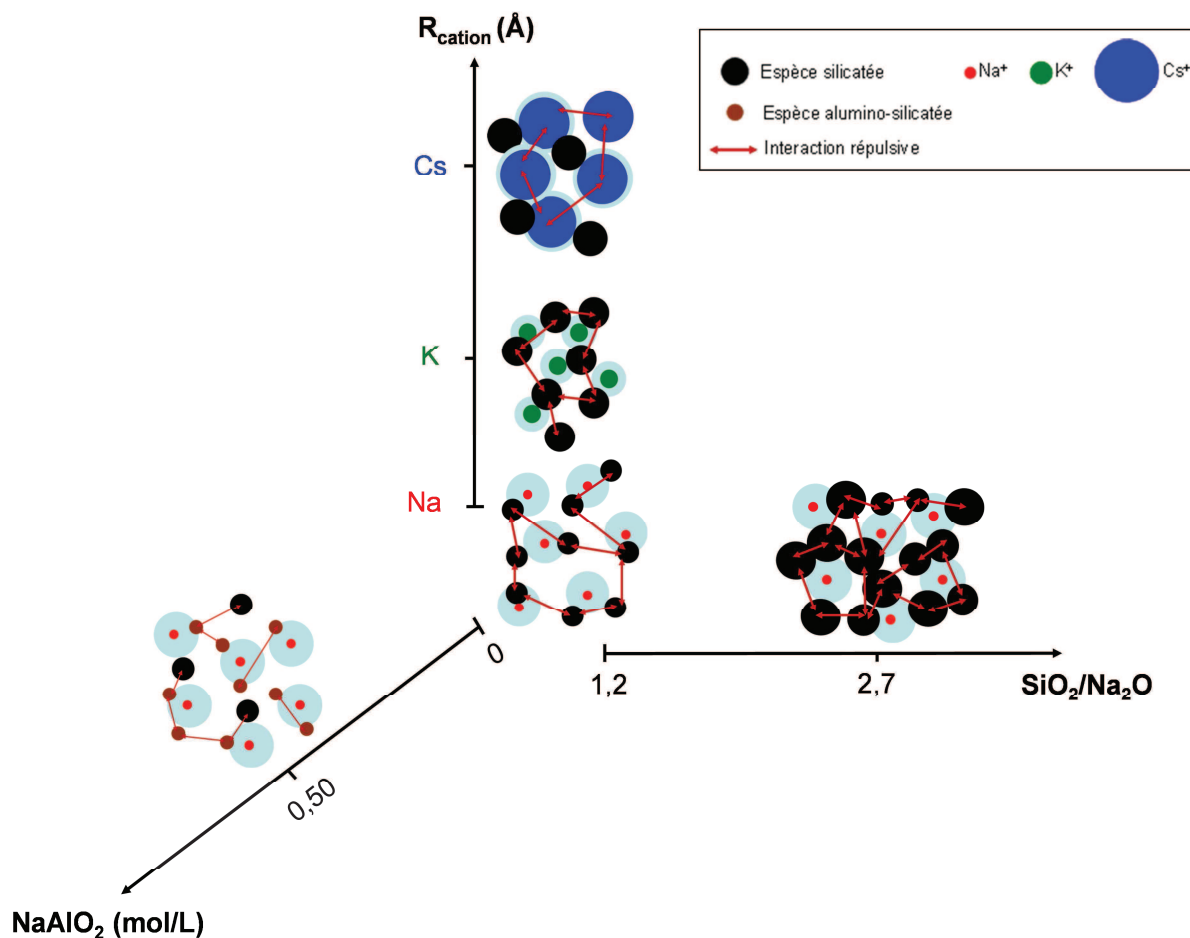 R_cation (Å)
Espèce silicatée
Na⁺
K⁺
Cs⁺
Espèce alumino-silicatée
Interaction répulsive
Cs
K
Na
0
1,2
2,7
SiO₂/Na₂O
0,50
NaAlO₂ (mol/L)